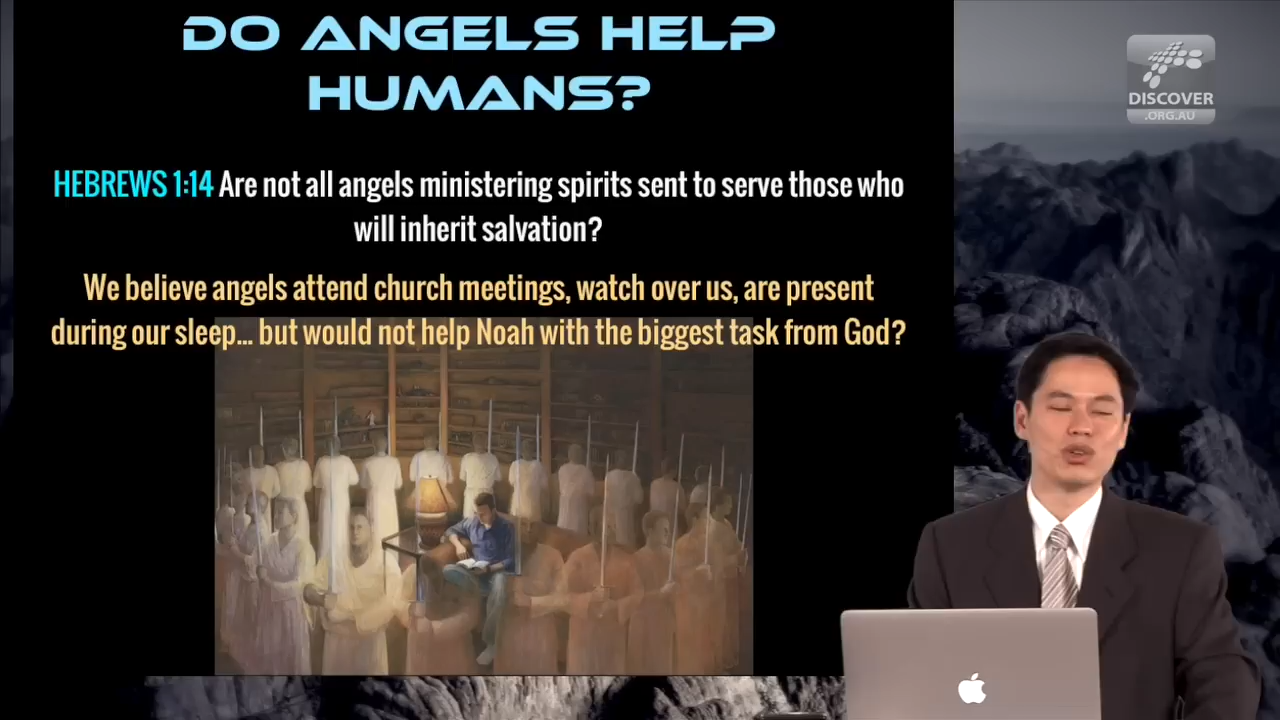 DO ANGELS HELP
HUMANS?
HEBREWS 1:14 Are not all angels ministering spirits sent to serve those who
will inherit salvation?
We believe angels attend church meetings, watch over us, are present
during our sleep... but would not help Noah with the biggest task from God?
DISCOVER
.ORG.AU